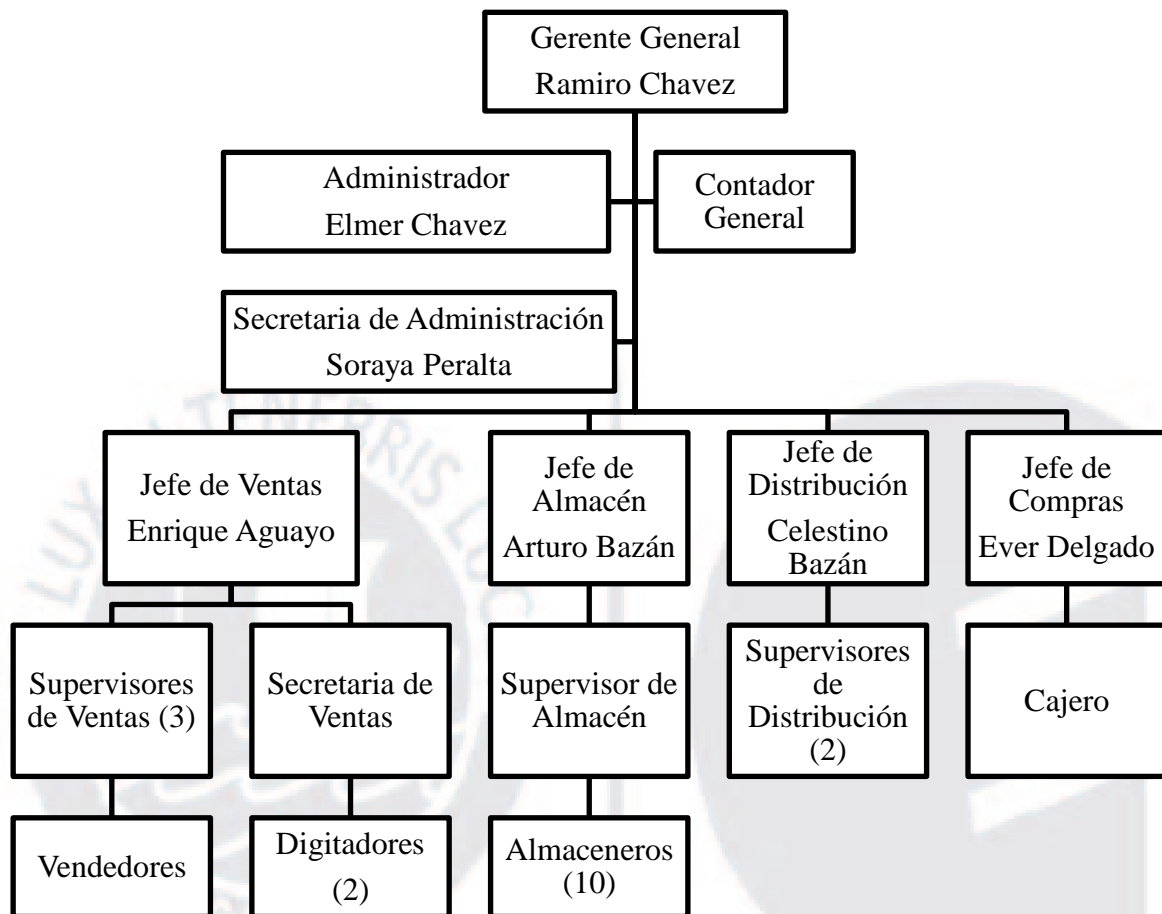 Gerente General
Ramiro Chavez
Administrador
Elmer Chavez
Contador
General
Secretaria de Administración
Soraya Peralta
Jefe de Ventas
Enrique Aguayo
Jefe de
Almacén
Arturo Bazán
Jefe de
Distribución
Celestino
Bazán
Jefe de
Compras
Ever Delgado
Supervisores
de Ventas (3)
Secretaria de
Ventas
Supervisor de
Almacén
Supervisores
de
Distribución
(2)
Cajero
Vendedores
Digitadores
(2)
Almaceneros
(10)
LUX
TENEBRIS